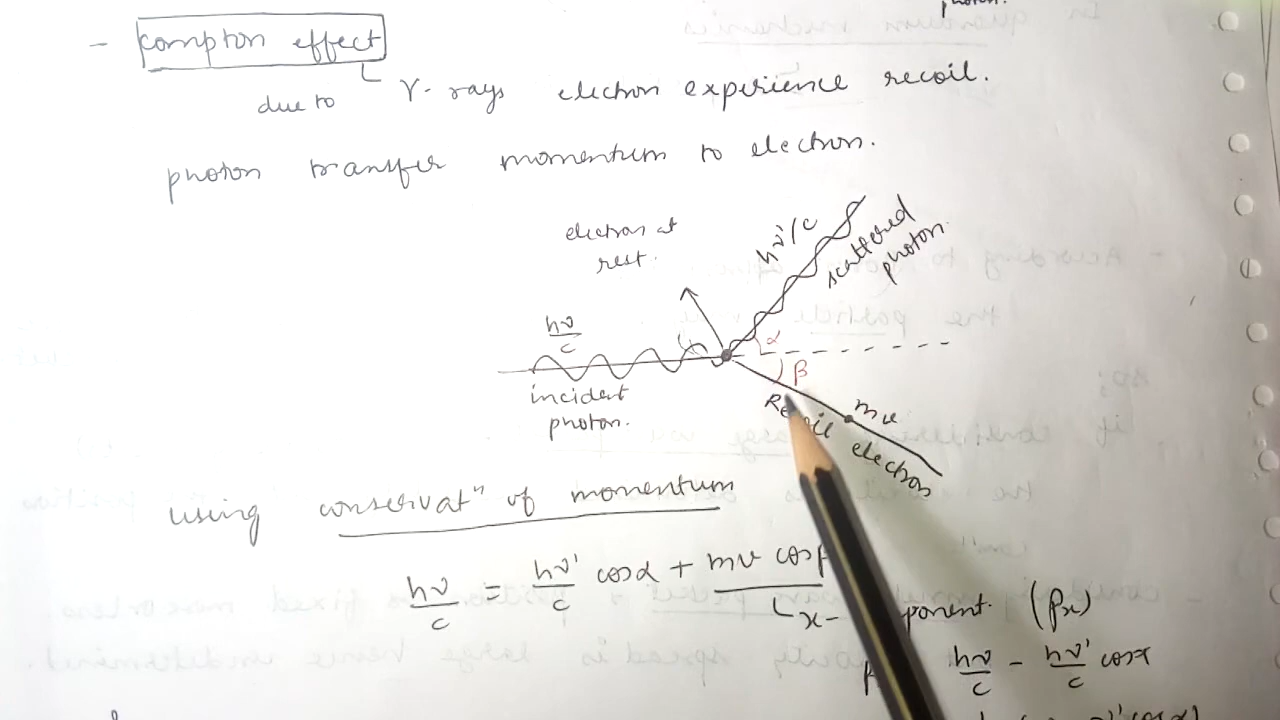 photon.
- Compton effect
due to γ-rays electron experience recoil.
photon transfer momentum to electron.
electron at
rest.
hν'/c
scattered
photon.
hν/c
incident
photon.
α
β
mv
Recoil electron
using conservatⁿ of momentum
hν/c = hν'/c cosα + mv cosβ
x- ponent. (Px)
hν/c - hν'/c cosα